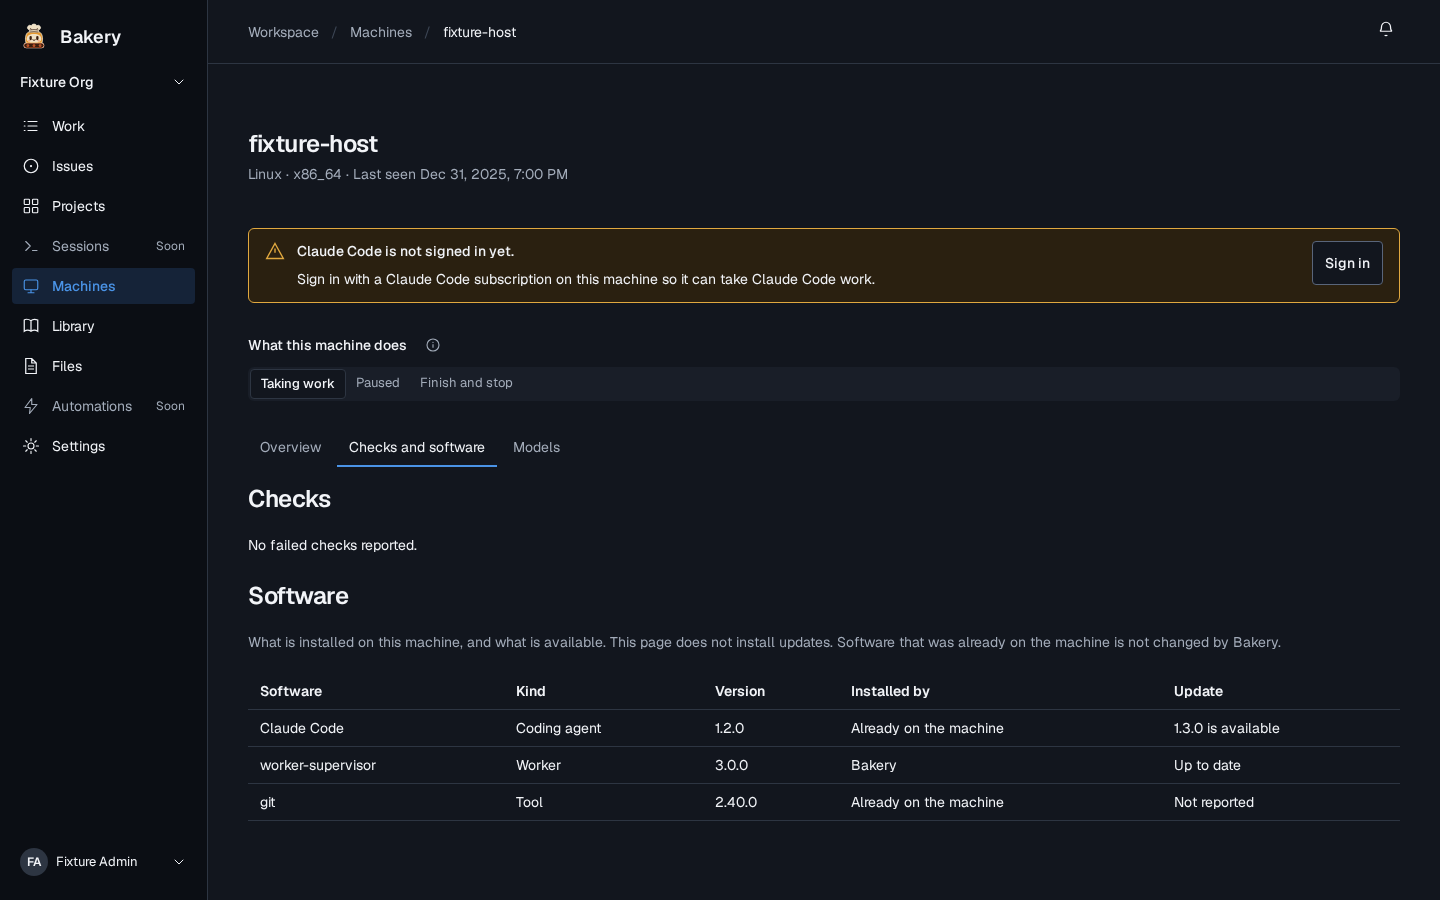 Bakery
Workspace / Machines / fixture-host
Fixture Org
Work
Issues
Projects
Sessions Soon
Machines
Library
Files
Automations Soon
Settings
FA Fixture Admin
fixture-host
Linux · x86_64 · Last seen Dec 31, 2025, 7:00 PM
Claude Code is not signed in yet.
Sign in with a Claude Code subscription on this machine so it can take Claude Code work.
Sign in
What this machine does
Taking work Paused Finish and stop
Overview Checks and software Models
Checks
No failed checks reported.
Software
What is installed on this machine, and what is available. This page does not install updates. Software that was already on the machine is not changed by Bakery.
Software Kind Version Installed by Update
Claude Code Coding agent 1.2.0 Already on the machine 1.3.0 is available
worker-supervisor Worker 3.0.0 Bakery Up to date
git Tool 2.40.0 Already on the machine Not reported